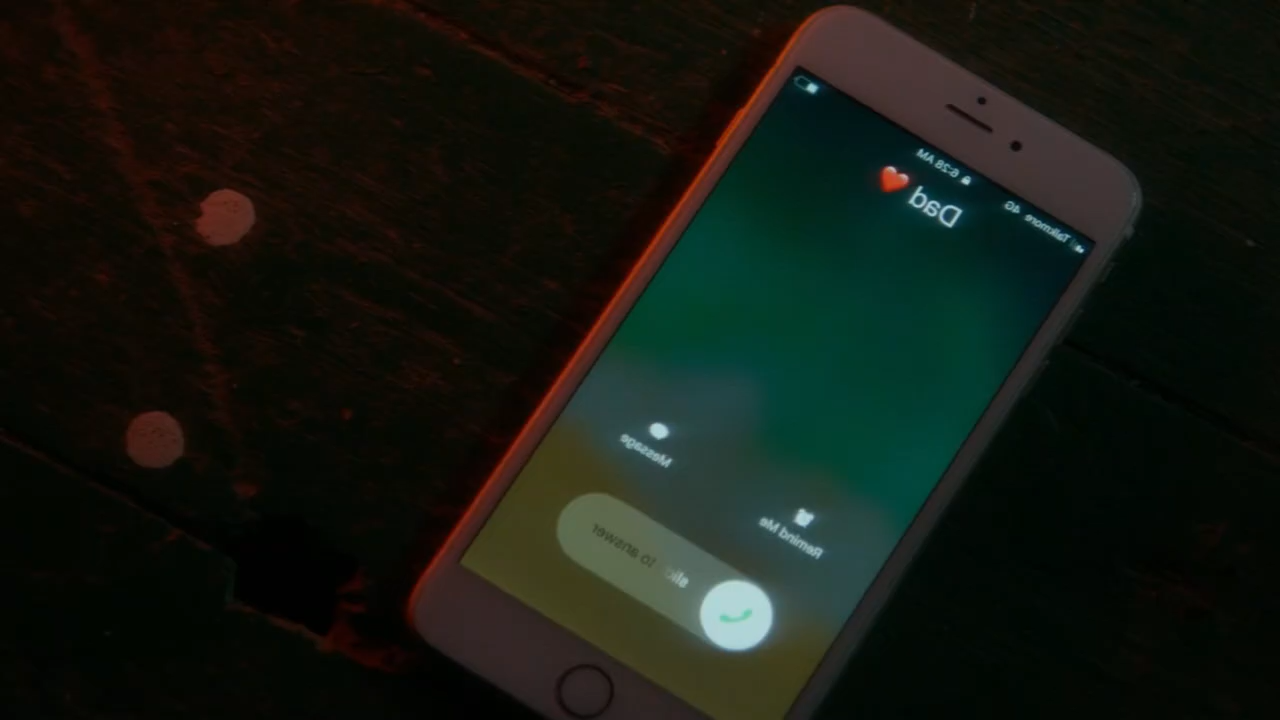 Talkmore 4G
6:28 AM
Dad ❤️
Remind Me
Message
slide to answer